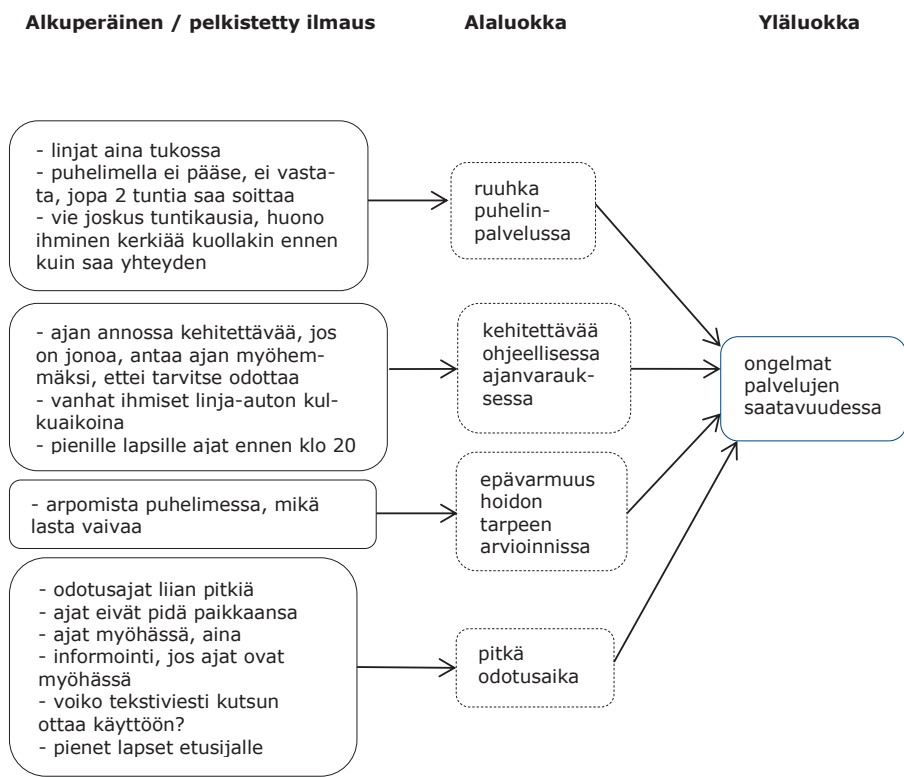 Alkuperäinen / pelkistetty ilmaus
Alaluokka
Yläluokka
- linjat aina tukossa
- puhelimella ei pääse, ei vasta-
ta, jopa 2 tuntia saa soittaa
- vie joskus tuntikausia, huono
ihminen kerkiää kuollakin ennen
kuin saa yhteyden
ruuhka
puhelin-
palvelussa
- ajan annossa kehitettävää, jos
on jonoa, antaa ajan myöhem-
mäksi, ettei tarvitse odottaa
- vanhat ihmiset linja-auton kul-
kuaikoina
- pienille lapsille ajat ennen klo 20
kehitettävää
ohjeellisessa
ajanvarauk-
sessa
ongelmat
palvelujen
saatavuudessa
- arpomista puhelimessa, mikä
lasta vaivaa
epävarmuus
hoidon
tarpeen
arvioinnissa
- odotusajat liian pitkiä
- ajat eivät pidä paikkaansa
- ajat myöhässä, aina
- informointi, jos ajat ovat
myöhässä
- voiko tekstiviesti kutsun
ottaa käyttöön?
- pienet lapset etusijalle
pitkä
odotusaika